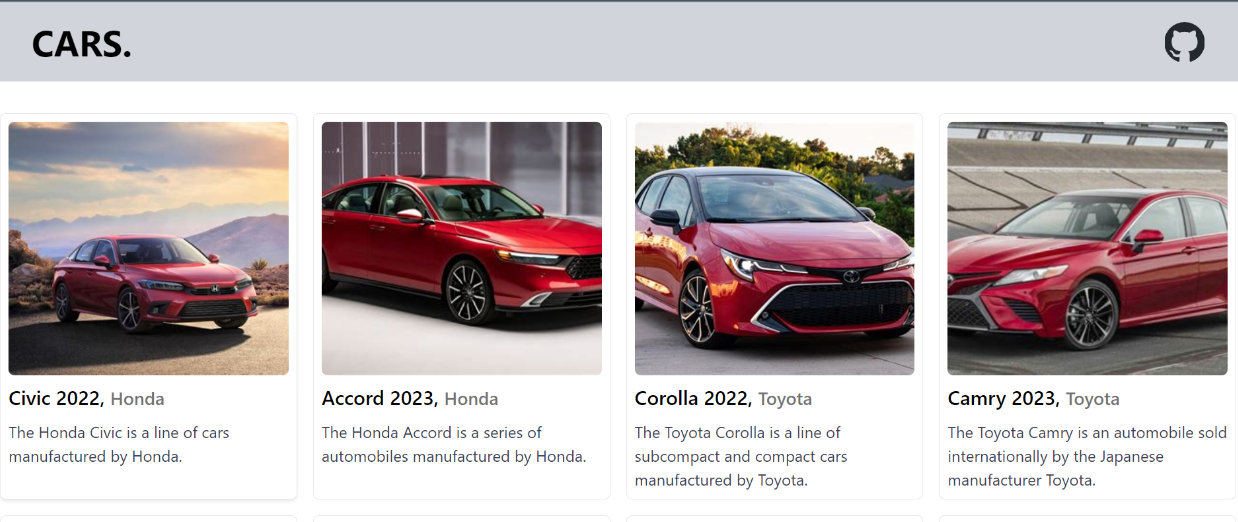 CARS.
Civic 2022, Honda
The Honda Civic is a line of cars
manufactured by Honda.
Accord 2023, Honda
The Honda Accord is a series of
automobiles manufactured by Honda.
Corolla 2022, Toyota
The Toyota Corolla is a line of
subcompact and compact cars
manufactured by Toyota.
Camry 2023, Toyota
The Toyota Camry is an automobile sold
internationally by the Japanese
manufacturer Toyota.